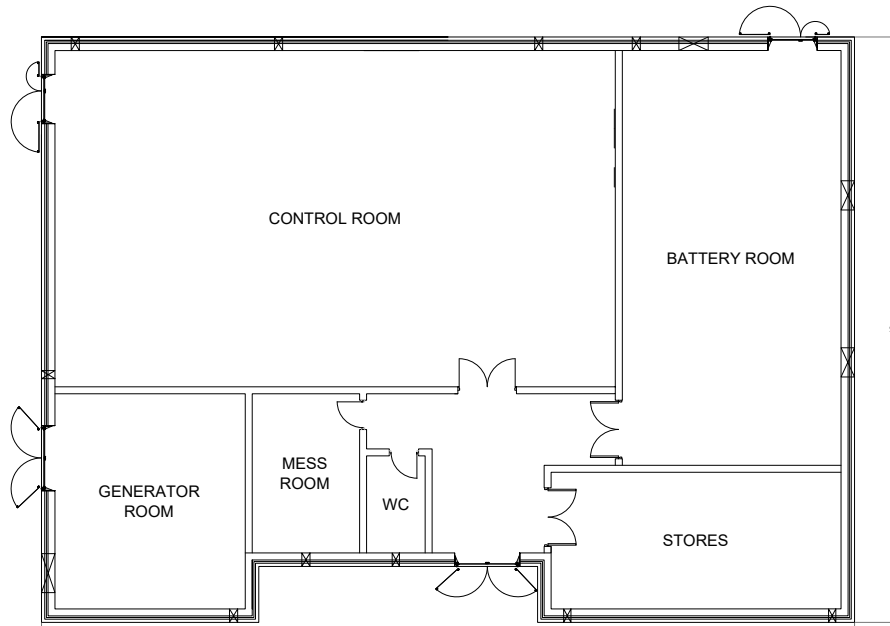 CONTROL ROOM
BATTERY ROOM
MESS
ROOM
GENERATOR
ROOM
WC
STORES